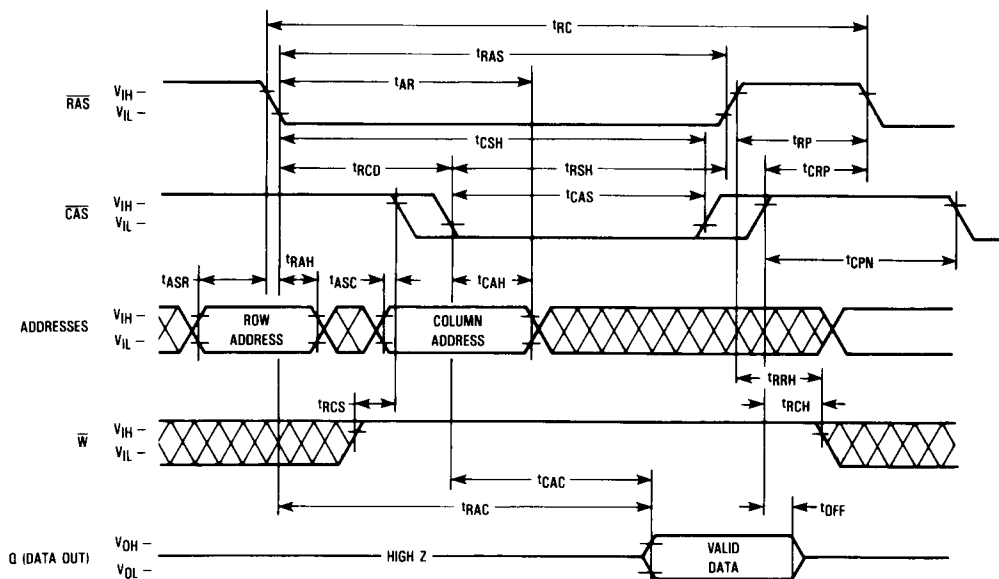 tRC
tRAS
tAR
RAS
VIH –
VIL –
tCSH
tRP
tRCD
tRSH
tCRP
tCAS
CAS
VIH –
VIL –
tRAH
tCPN
tASR
tASC
tCAH
ADDRESSES
VIH –
VIL –
ROW
ADDRESS
COLUMN
ADDRESS
tRRH
tRCS
tRCH
W
VIH –
VIL –
tCAC
tRAC
tOFF
Q (DATA OUT)
VOH –
VOL –
HIGH Z
VALID
DATA